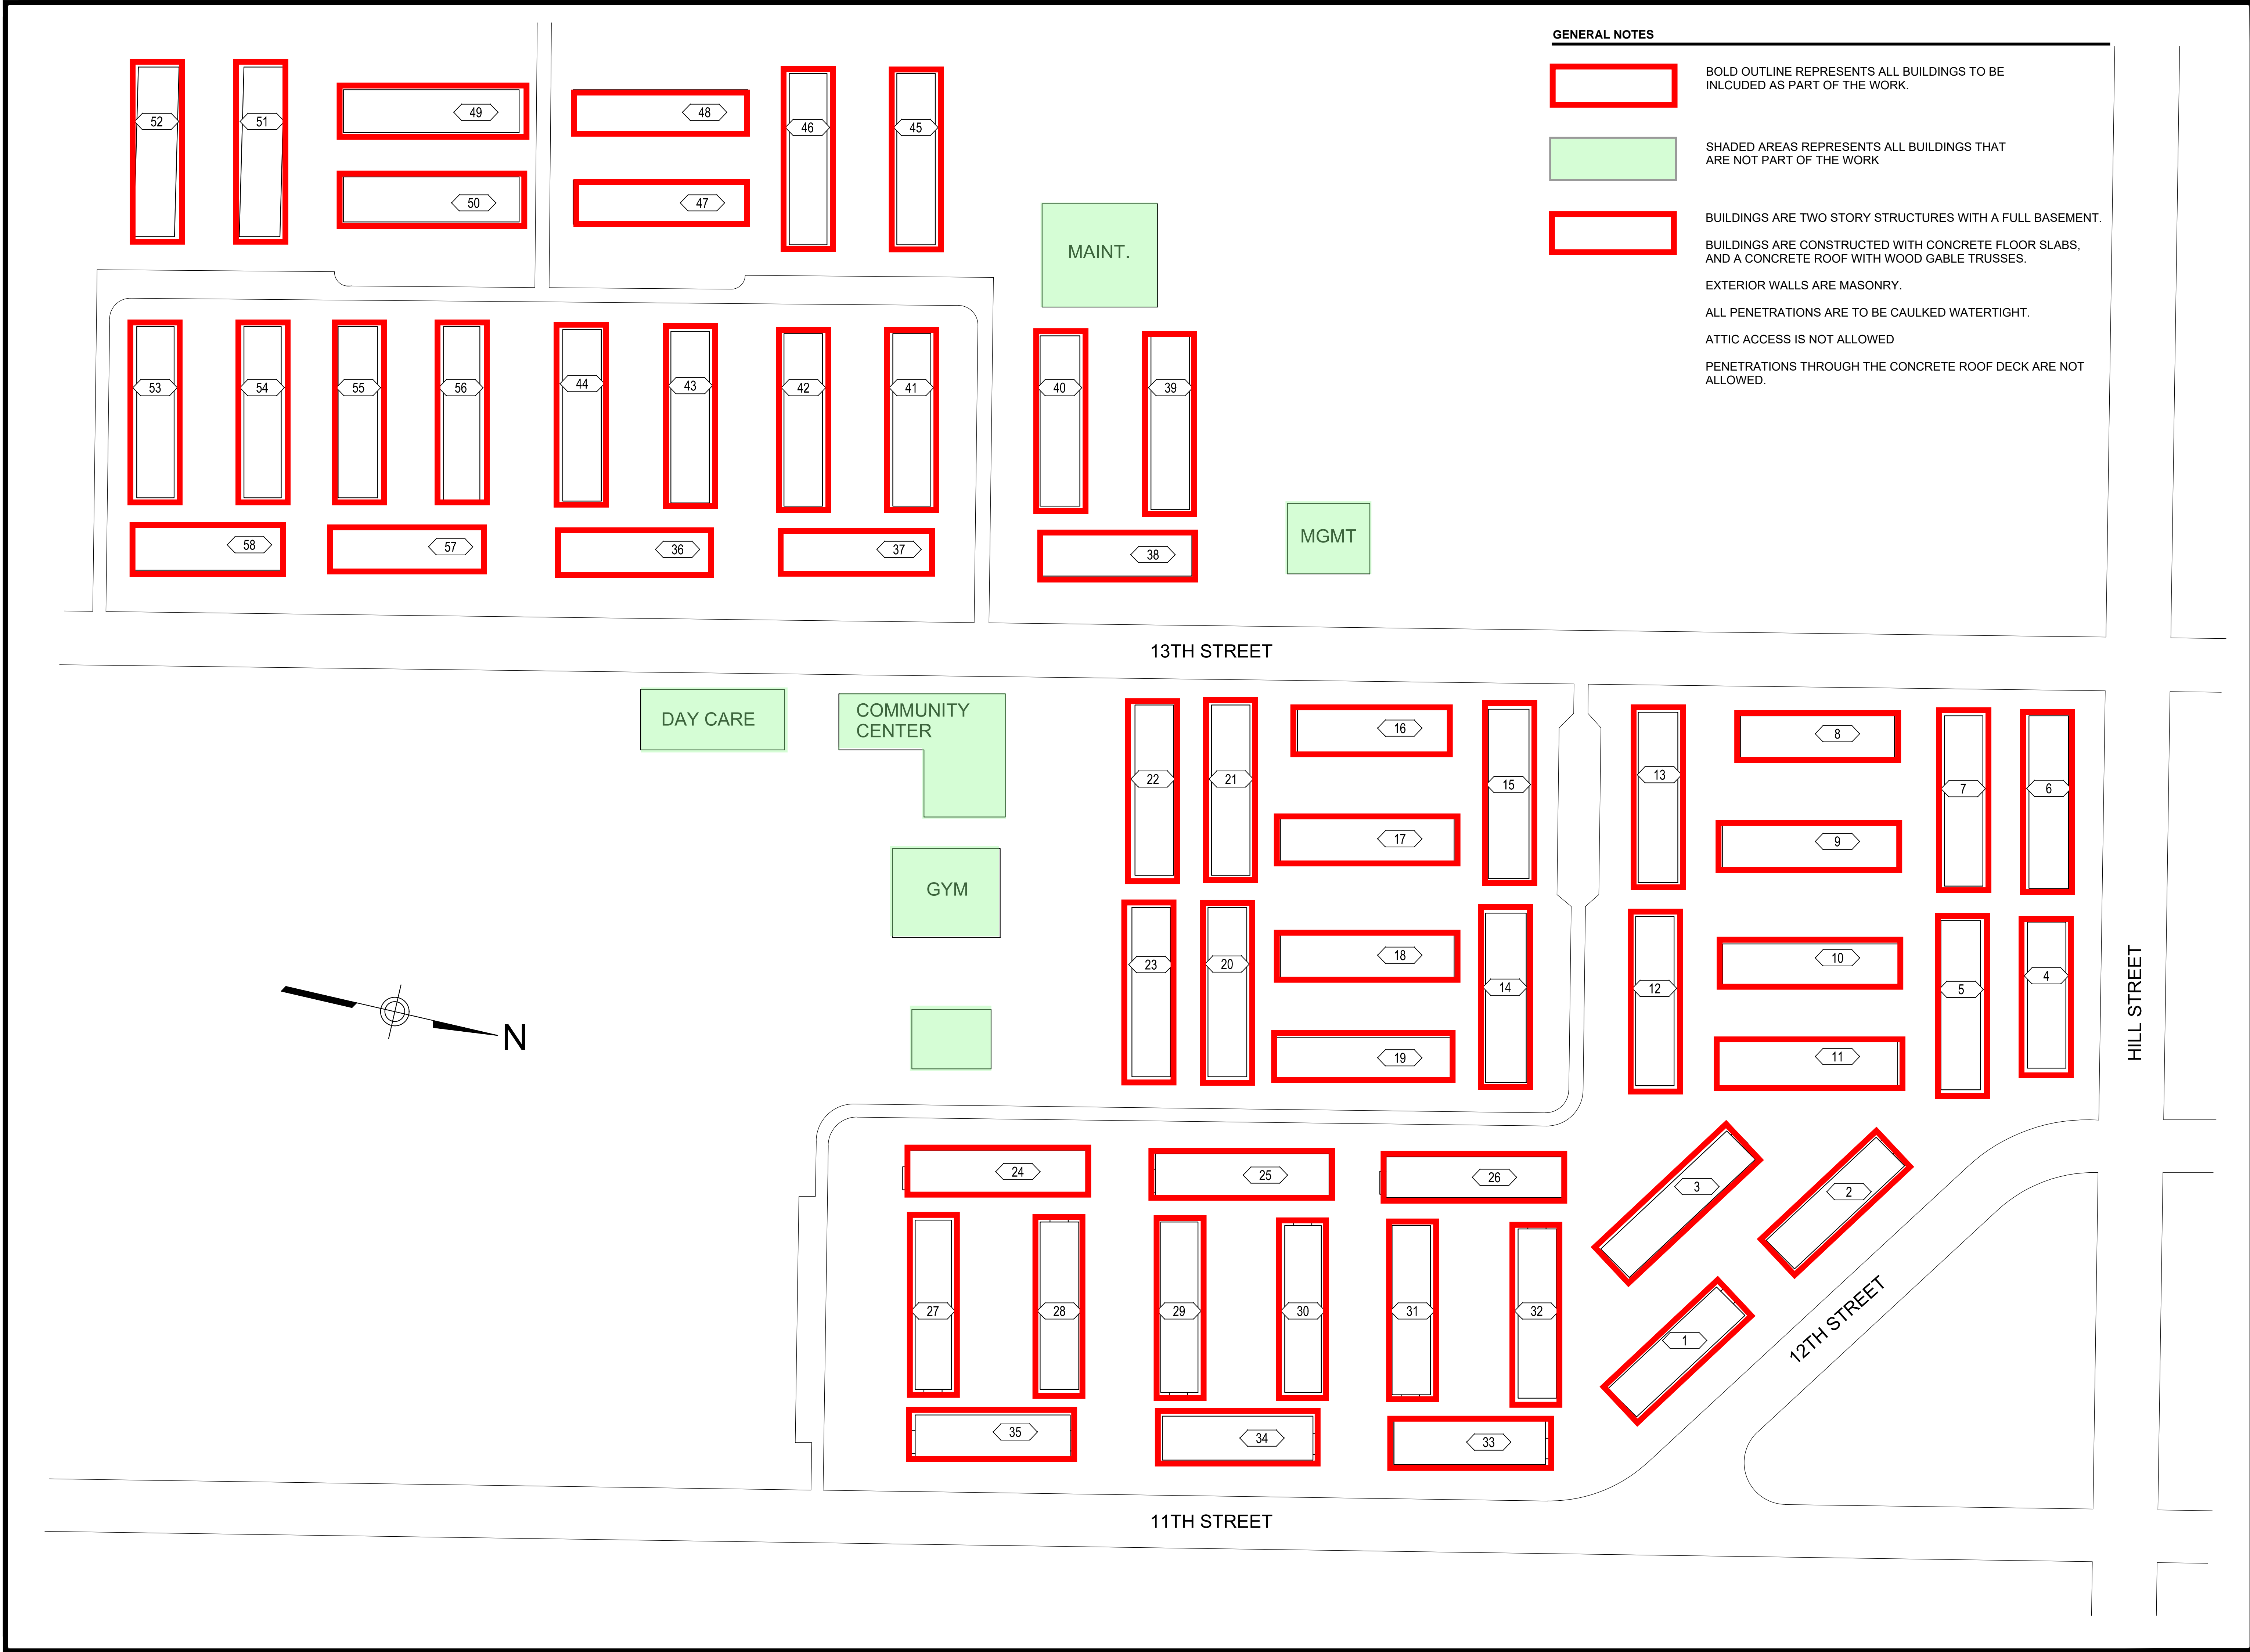 GENERAL NOTES
BOLD OUTLINE REPRESENTS ALL BUILDINGS TO BE
INLCUDED AS PART OF THE WORK.
SHADED AREAS REPRESENTS ALL BUILDINGS THAT
ARE NOT PART OF THE WORK
BUILDINGS ARE TWO STORY STRUCTURES WITH A FULL BASEMENT.
BUILDINGS ARE CONSTRUCTED WITH CONCRETE FLOOR SLABS,
AND A CONCRETE ROOF WITH WOOD GABLE TRUSSES.
EXTERIOR WALLS ARE MASONRY.
ALL PENETRATIONS ARE TO BE CAULKED WATERTIGHT.
ATTIC ACCESS IS NOT ALLOWED
PENETRATIONS THROUGH THE CONCRETE ROOF DECK ARE NOT
ALLOWED.
52
51
49
48
46
45
50
47
MAINT.
53
54
55
56
44
43
42
41
40
39
58
57
36
37
38
MGMT
13TH STREET
DAY CARE
COMMUNITY
CENTER
22
21
16
15
13
8
7
6
17
9
GYM
23
20
18
14
12
10
5
4
19
11
HILL STREET
N
24
25
26
3
2
27
28
29
30
31
32
1
12TH STREET
35
34
33
11TH STREET